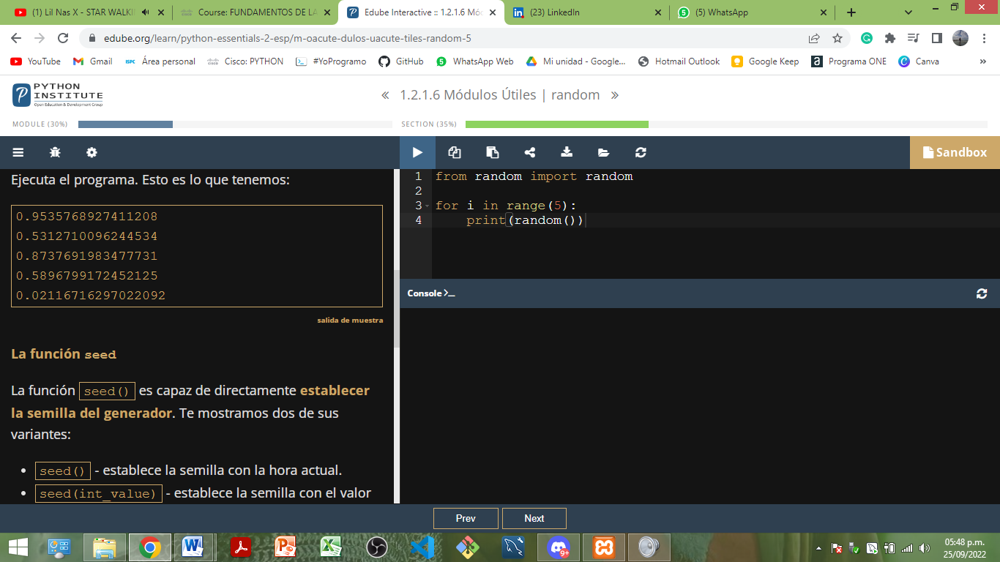 (1) Lil Nas X - STAR WALKI
Course: FUNDAMENTOS DE LA
Edube Interactive :: 1.2.1.6 Mó
(23) LinkedIn
(5) WhatsApp
edube.org/learn/python-essentials-2-esp/m-oacute-dulos-uacute-tiles-random-5
YouTube
Gmail
ISPC Área personal
Cisco: PYTHON
#YoProgramo
GitHub
WhatsApp Web
Mi unidad - Google...
Hotmail Outlook
Google Keep
Programa ONE
Canva
»
PYTHON
INSTITUTE
Open Education & Development Group
« 1.2.1.6 Módulos Útiles | random »
MODULE (30%)
SECTION (35%)
Sandbox
Ejecuta el programa. Esto es lo que tenemos:
0.9535768927411208
0.5312710096244534
0.8737691983477731
0.5896799172452125
0.02116716297022092
salida de muestra
La función seed
La función seed() es capaz de directamente establecer
la semilla del generador. Te mostramos dos de sus
variantes:
• seed() - establece la semilla con la hora actual.
• seed(int_value) - establece la semilla con el valor
1 from random import random
2
3 for i in range(5):
4     print(random())
Console >_
Prev
Next
9+
05:48 p.m.
25/09/2022